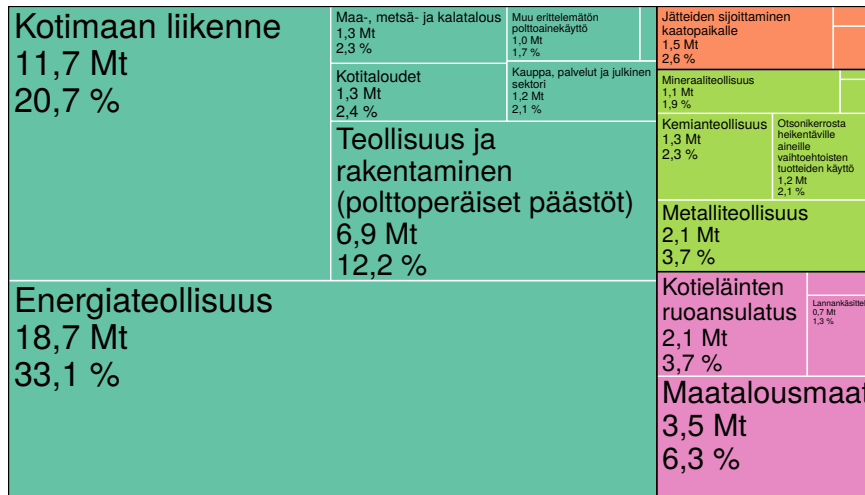 Kotimaan liikenne
11,7 Mt
20,7 %
Maa-, metsä- ja kalatalous
1,3 Mt
2,3 %
Muu erittelemätön
polttoainekäyttö
1,0 Mt
1,7 %
Kotitaloudet
1,3 Mt
2,4 %
Kauppa, palvelut ja julkinen
sektori
1,2 Mt
2,1 %
Teollisuus ja
rakentaminen
(polttoperäiset päästöt)
6,9 Mt
12,2 %
Energiateollisuus
18,7 Mt
33,1 %
Jätteiden sijoittaminen
kaatopaikalle
1,5 Mt
2,6 %
Mineraaliteollisuus
1,1 Mt
1,9 %
Kemianteollisuus
1,3 Mt
2,3 %
Otsonikerrosta
heikentäville
aineille
vaihtoehtoisten
tuotteiden käyttö
1,2 Mt
2,1 %
Metalliteollisuus
2,1 Mt
3,7 %
Kotieläinten
ruoansulatus
2,1 Mt
3,7 %
Lannankäsittel
0,7 Mt
1,3 %
Maatalousmaat
3,5 Mt
6,3 %